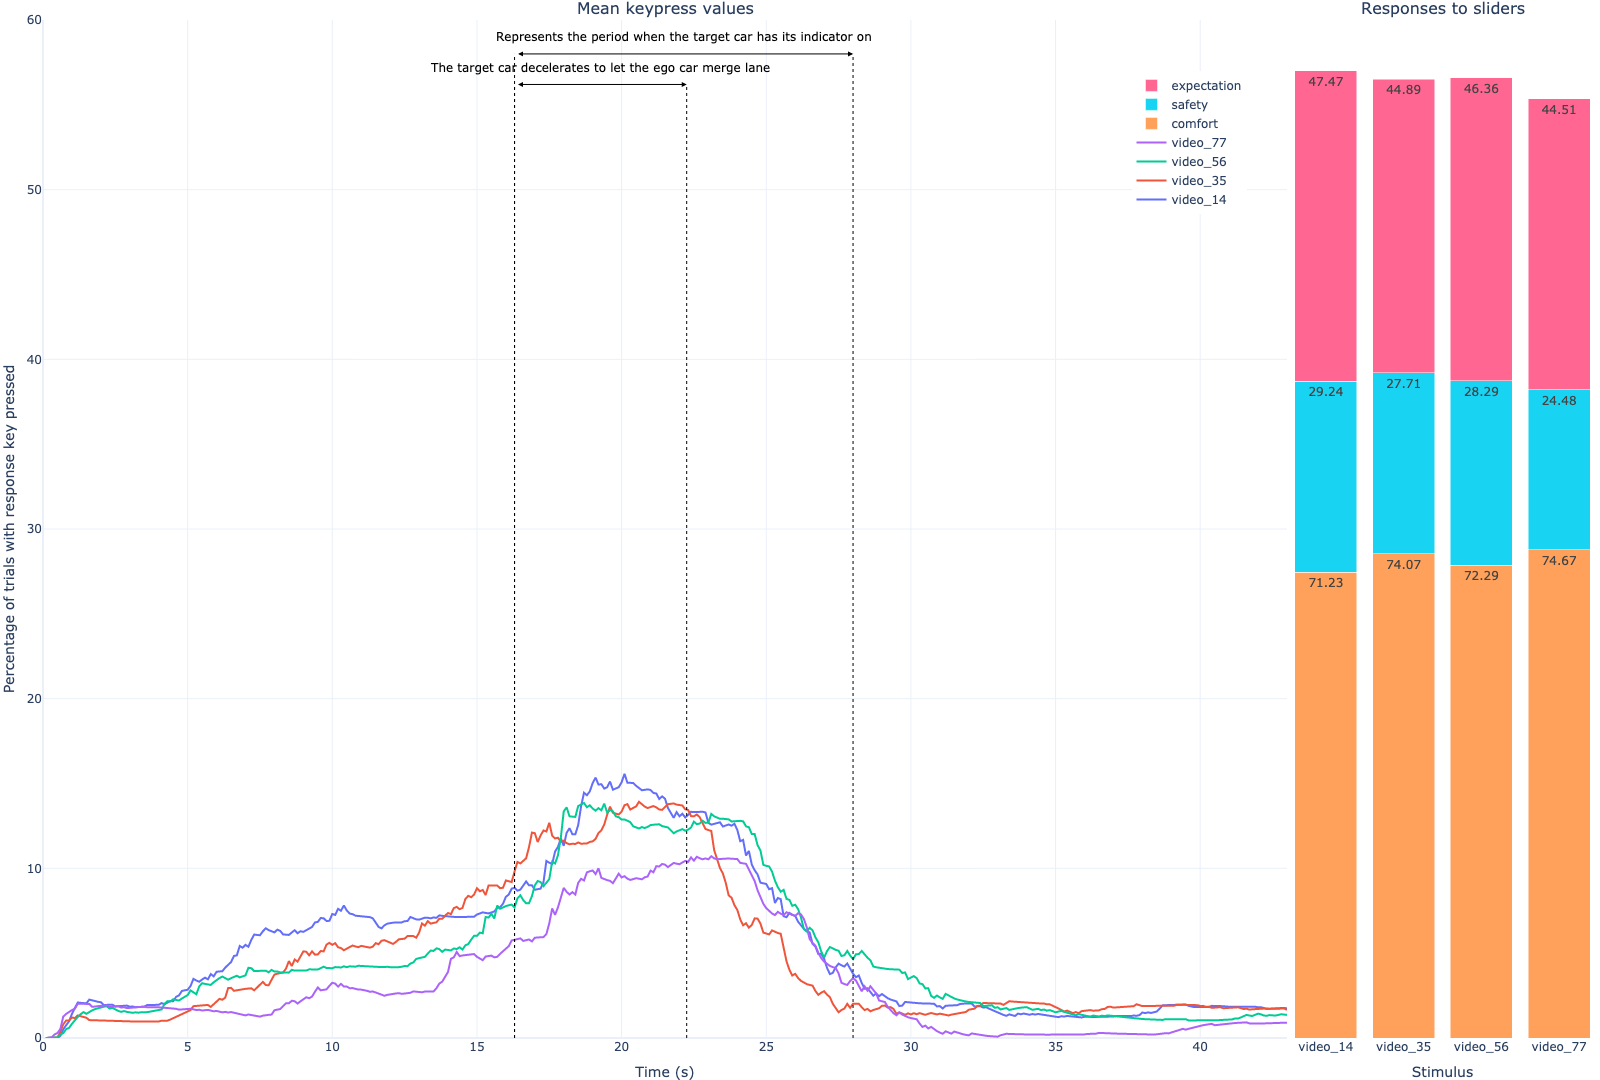 Mean keypress values
Responses to sliders
60
50
40
30
20
10
0
Percentage of trials with response key pressed
Represents the period when the target car has its indicator on
The target car decelerates to let the ego car merge lane
expectation
safety
comfort
video_77
video_56
video_35
video_14
47.47
44.89
46.36
44.51
29.24
27.71
28.29
24.48
71.23
74.07
72.29
74.67
0 5 10 15 20 25 30 35 40
Time (s)
video_14 video_35 video_56 video_77
Stimulus